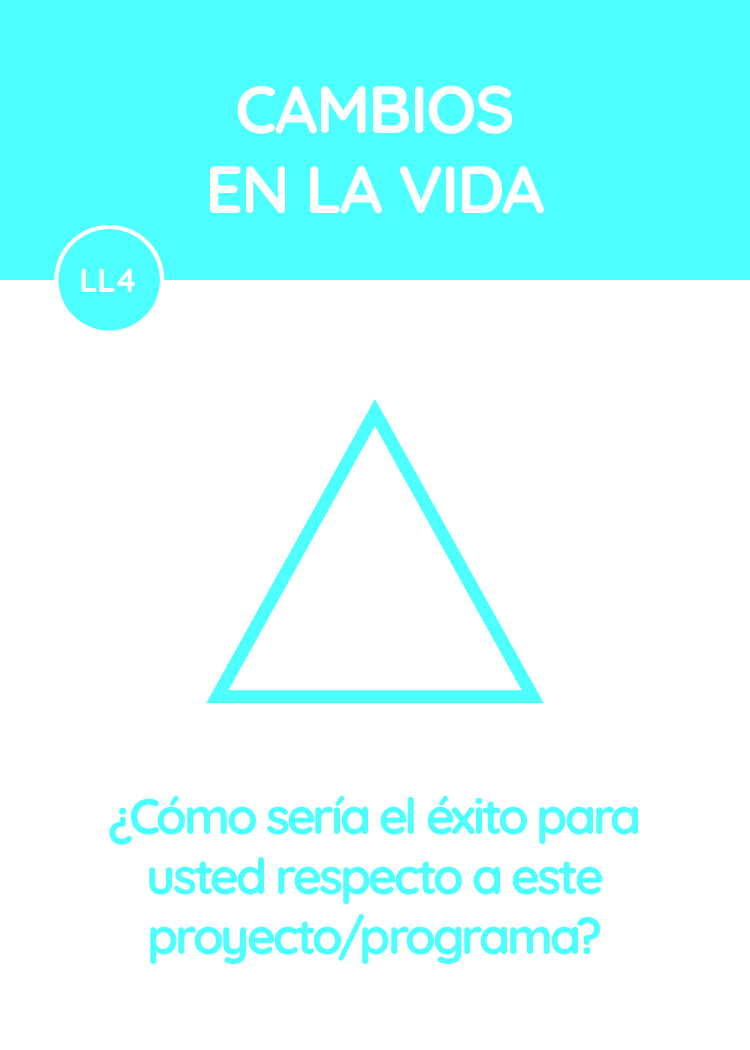 CAMBIOS
EN LA VIDA
LL4
¿Cómo sería el éxito para
usted respecto a este
proyecto/programa?